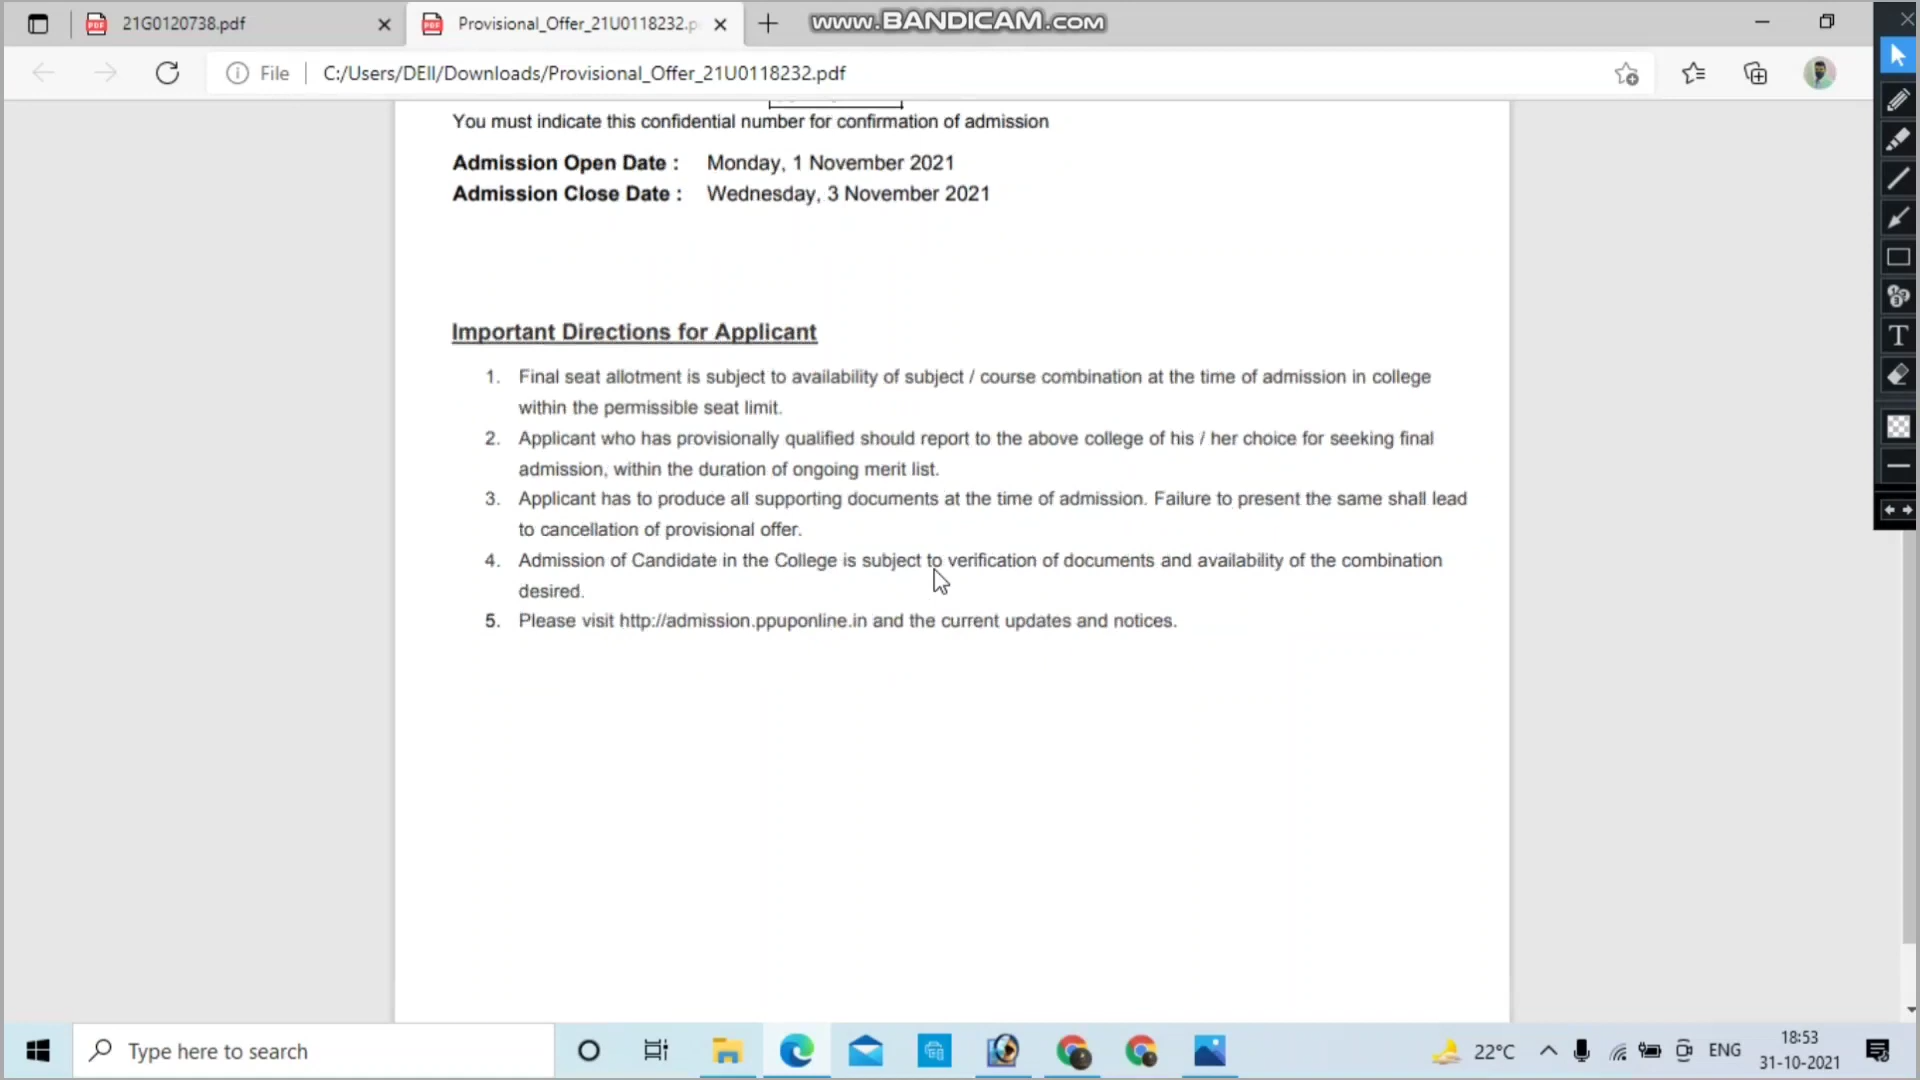 21G0120738.pdf
Provisional_Offer_21U0118232.p
www.BANDICAM.com
File
C:/Users/DEll/Downloads/Provisional_Offer_21U0118232.pdf
You must indicate this confidential number for confirmation of admission
Admission Open Date : Monday, 1 November 2021
Admission Close Date : Wednesday, 3 November 2021
Important Directions for Applicant
1. Final seat allotment is subject to availability of subject / course combination at the time of admission in college
within the permissible seat limit.
2. Applicant who has provisionally qualified should report to the above college of his / her choice for seeking final
admission, within the duration of ongoing merit list.
3. Applicant has to produce all supporting documents at the time of admission. Failure to present the same shall lead
to cancellation of provisional offer.
4. Admission of Candidate in the College is subject to verification of documents and availability of the combination
desired.
5. Please visit http://admission.ppuponline.in and the current updates and notices.
Type here to search
22°C
ENG
18:53
31-10-2021